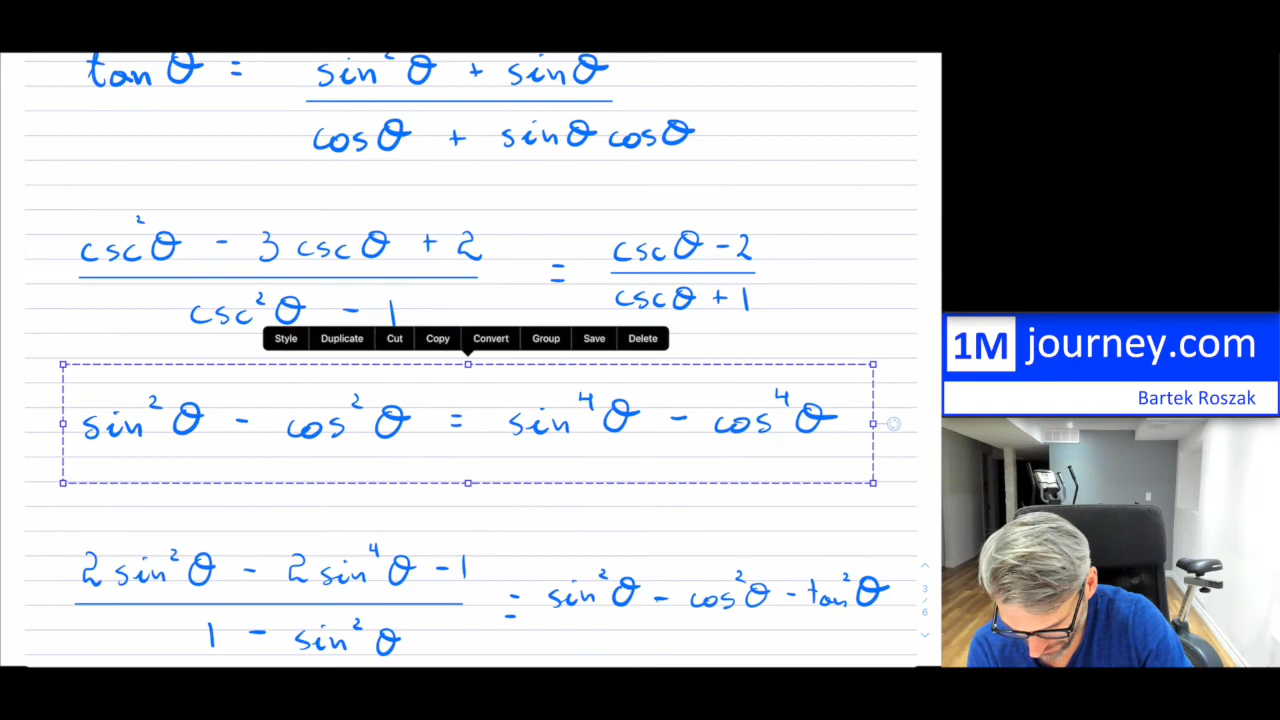 tan θ = sin²θ + sinθ
cosθ + sinθ cosθ
csc²θ - 3 cscθ + 2
csc²θ - 1
= cscθ - 2
cscθ + 1
Style Duplicate Cut Copy Convert Group Save Delete
sin²θ - cos²θ = sin⁴θ - cos⁴θ
2 sin²θ - 2 sin⁴θ - 1
1 - sin²θ
= sin²θ - cos²θ - tan²θ
3
/
6
1M journey.com
Bartek Roszak